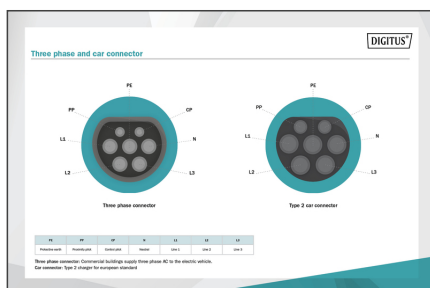 DIGITUS®
Three phase and car connector
PE
PP
CP
L1
N
L2
L3
Three phase connector
PE
PP
CP
L1
N
L2
L3
Type 2 car connector
PE PP CP N L1 L2 L3
Protective earth Proximity pilot Control pilot Neutral Line 1 Line 2 Line 3
Three phase connector: Commercial buildings supply three phase AC to the electric vehicle.
Car connector: Type 2 charger for european standard